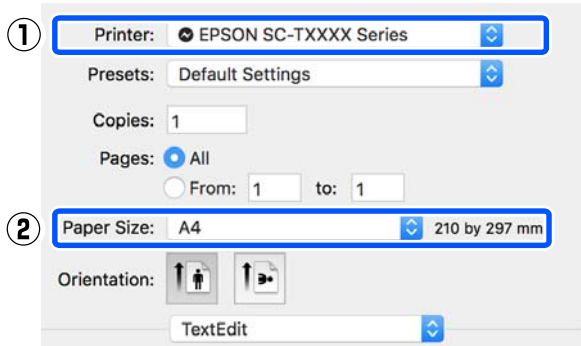 ① Printer: EPSON SC-TXXXX Series
Presets: Default Settings
Copies: 1
Pages: All
From: 1 to: 1
② Paper Size: A4 210 by 297 mm
Orientation:
TextEdit